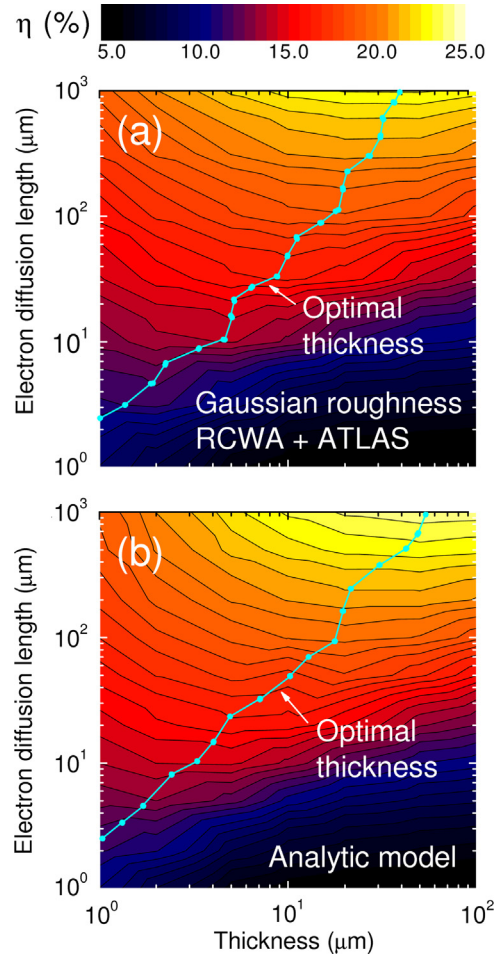 η (%)
5.0 10.0 15.0 20.0 25.0
(a)
10³
10²
10¹
10⁰
Electron diffusion length (μm)
Optimal
thickness
Gaussian roughness
RCWA + ATLAS
(b)
10³
10²
10¹
10⁰
Electron diffusion length (μm)
Optimal
thickness
Analytic model
10⁰ 10¹ 10²
Thickness (μm)